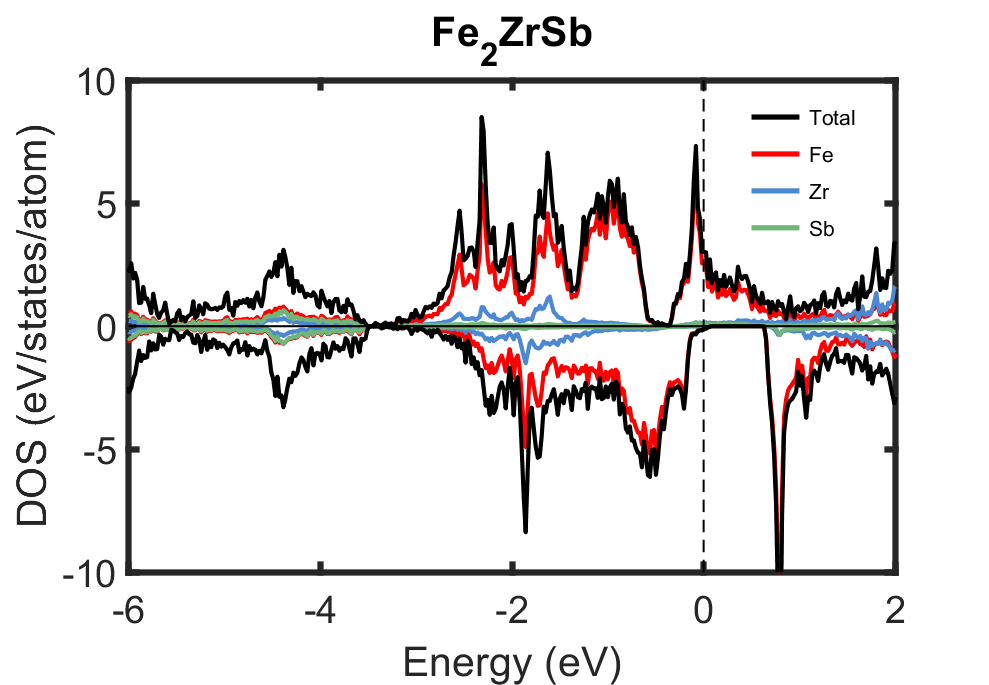 Fe₂ZrSb
10
5
0
-5
-10
DOS (eV/states/atom)
Total
Fe
Zr
Sb
-6 -4 -2 0 2
Energy (eV)